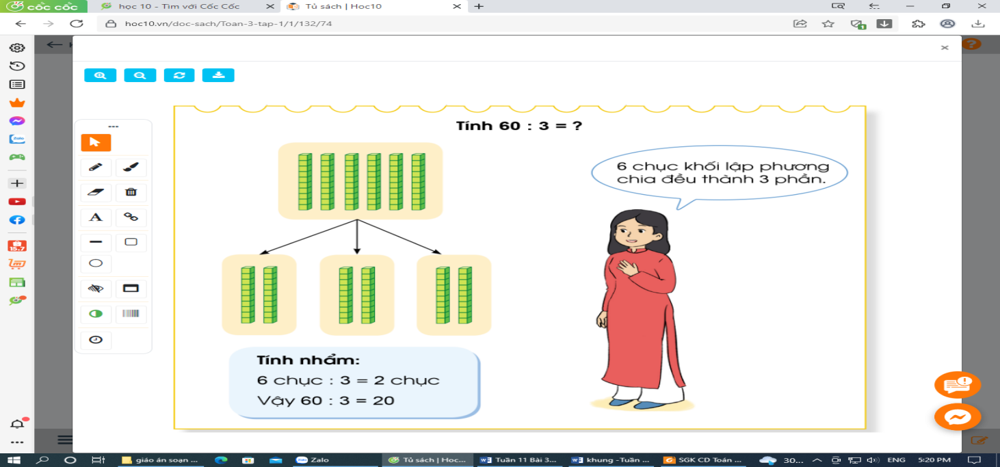 cốc cốc
học 10 - Tìm với Cốc Cốc
Tủ sách | Hoc10
hoc10.vn/doc-sach/Toan-3-tap-1/1/132/74
Tính 60 : 3 = ?
6 chục khối lập phương
chia đều thành 3 phần.
Tính nhẩm:
6 chục : 3 = 2 chục
Vậy 60 : 3 = 20
Zalo
15.7
A
giáo án soạn ...
Zalo
Tủ sách | Hoc...
Tuần 11 Bài 3...
khung -Tuần ...
SGK CD Toán ...
30...
ENG
5:20 PM